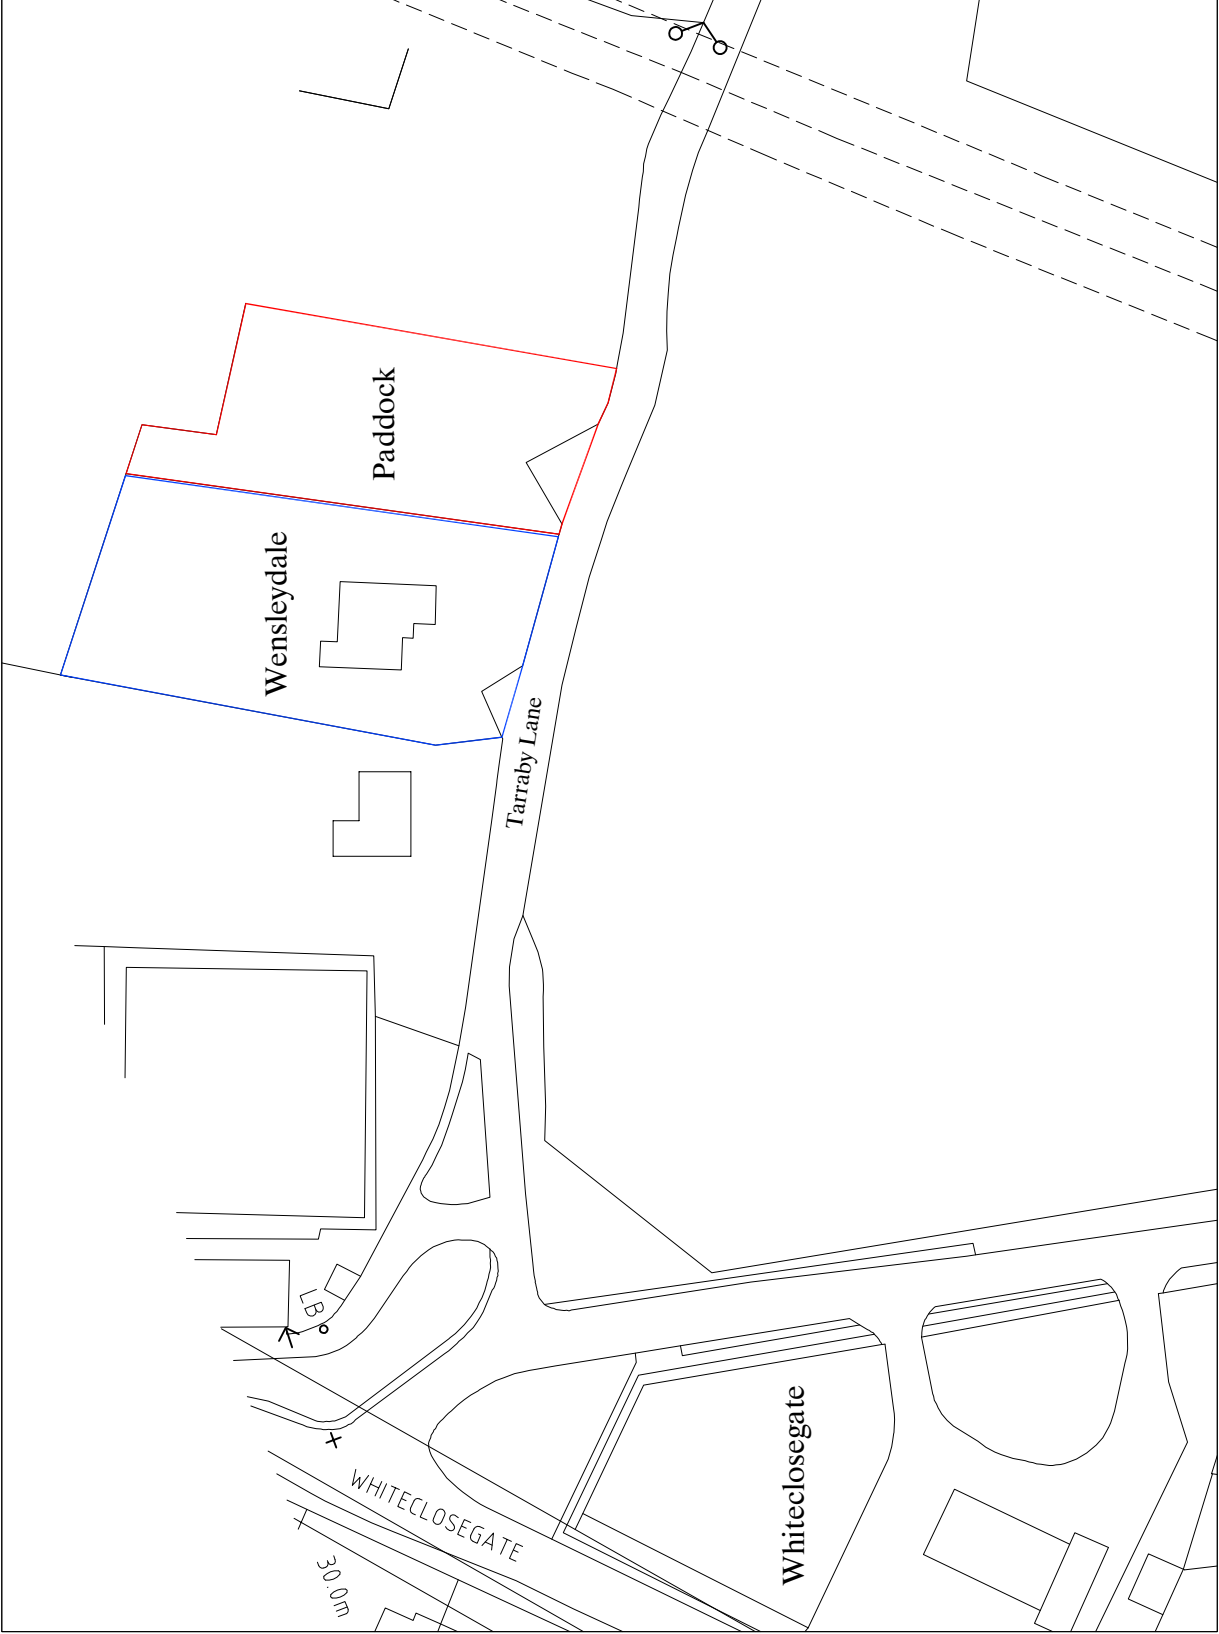 Paddock
Wensleydale
Tarraby Lane
LB
WHITECLOSEGATE
Whiteclosegate
30.0m